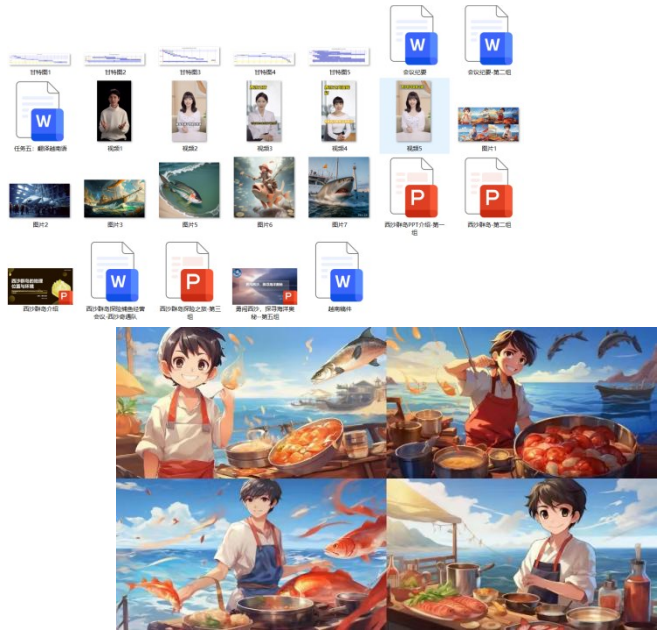 甘特图1
甘特图2
甘特图3
甘特图4
甘特图5
会议纪要
会议纪要-第二组
任务五：翻译越南语
视频1
视频2
视频3
视频4
视频5
图片1
图片2
图片3
图片5
图片6
图片7
西沙群岛PPT介绍-第一组
西沙群岛-第二组
西沙群岛介绍
西沙群岛探险捕鱼经营会议-西沙奇遇队
西沙群岛探险之旅-第三组
勇闯西沙，探寻海洋奥秘--第五组
越南稿件